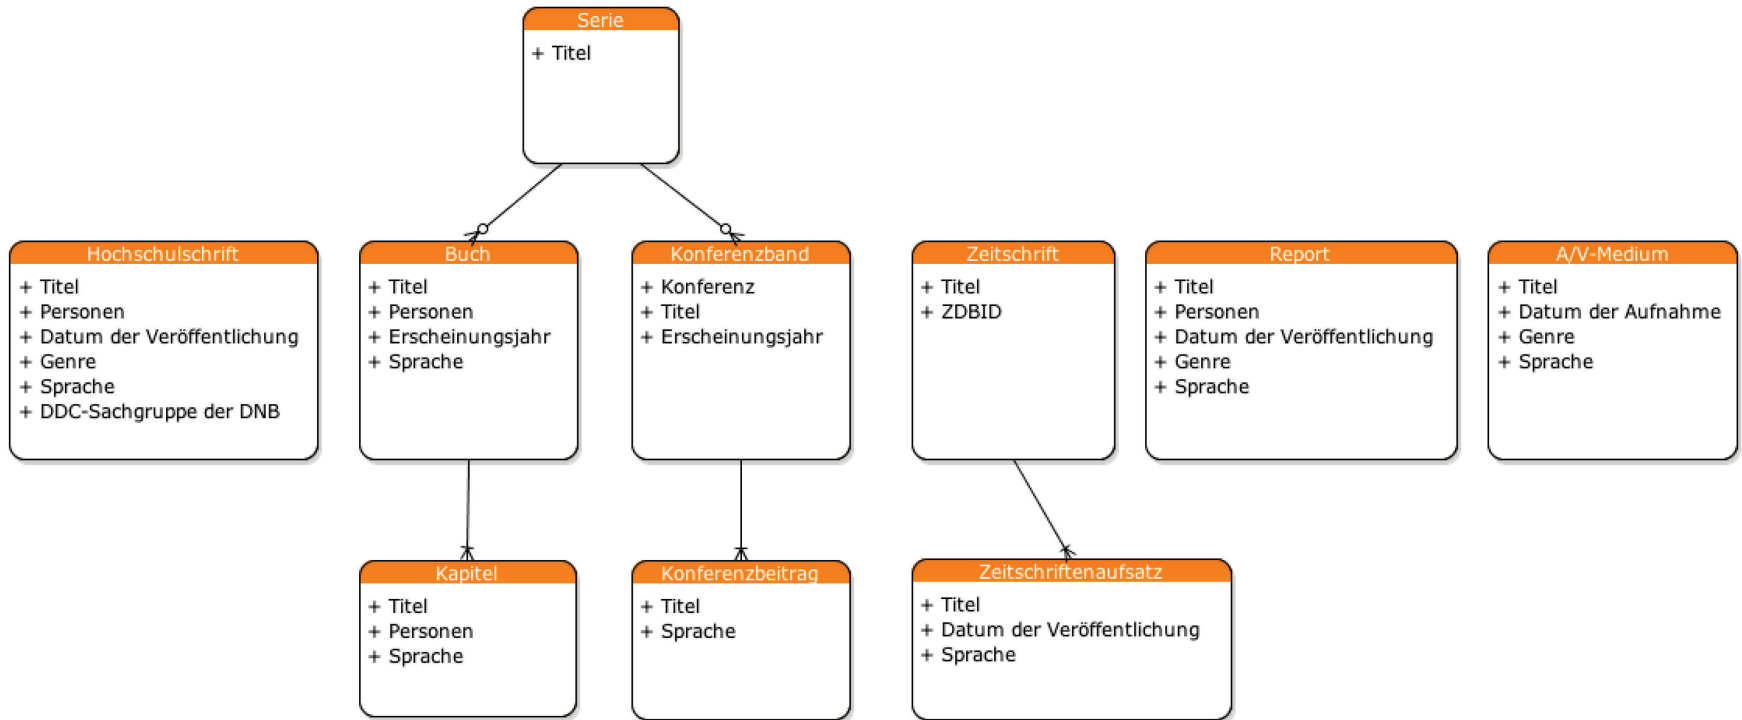 Serie
+ Titel
Hochschulschrift
+ Titel
+ Personen
+ Datum der Veröffentlichung
+ Genre
+ Sprache
+ DDC-Sachgruppe der DNB
Buch
+ Titel
+ Personen
+ Erscheinungsjahr
+ Sprache
Konferenzband
+ Konferenz
+ Titel
+ Erscheinungsjahr
Zeitschrift
+ Titel
+ ZDBID
Report
+ Titel
+ Personen
+ Datum der Veröffentlichung
+ Genre
+ Sprache
A/V-Medium
+ Titel
+ Datum der Aufnahme
+ Genre
+ Sprache
Kapitel
+ Titel
+ Personen
+ Sprache
Konferenzbeitrag
+ Titel
+ Sprache
Zeitschriftenaufsatz
+ Titel
+ Datum der Veröffentlichung
+ Sprache